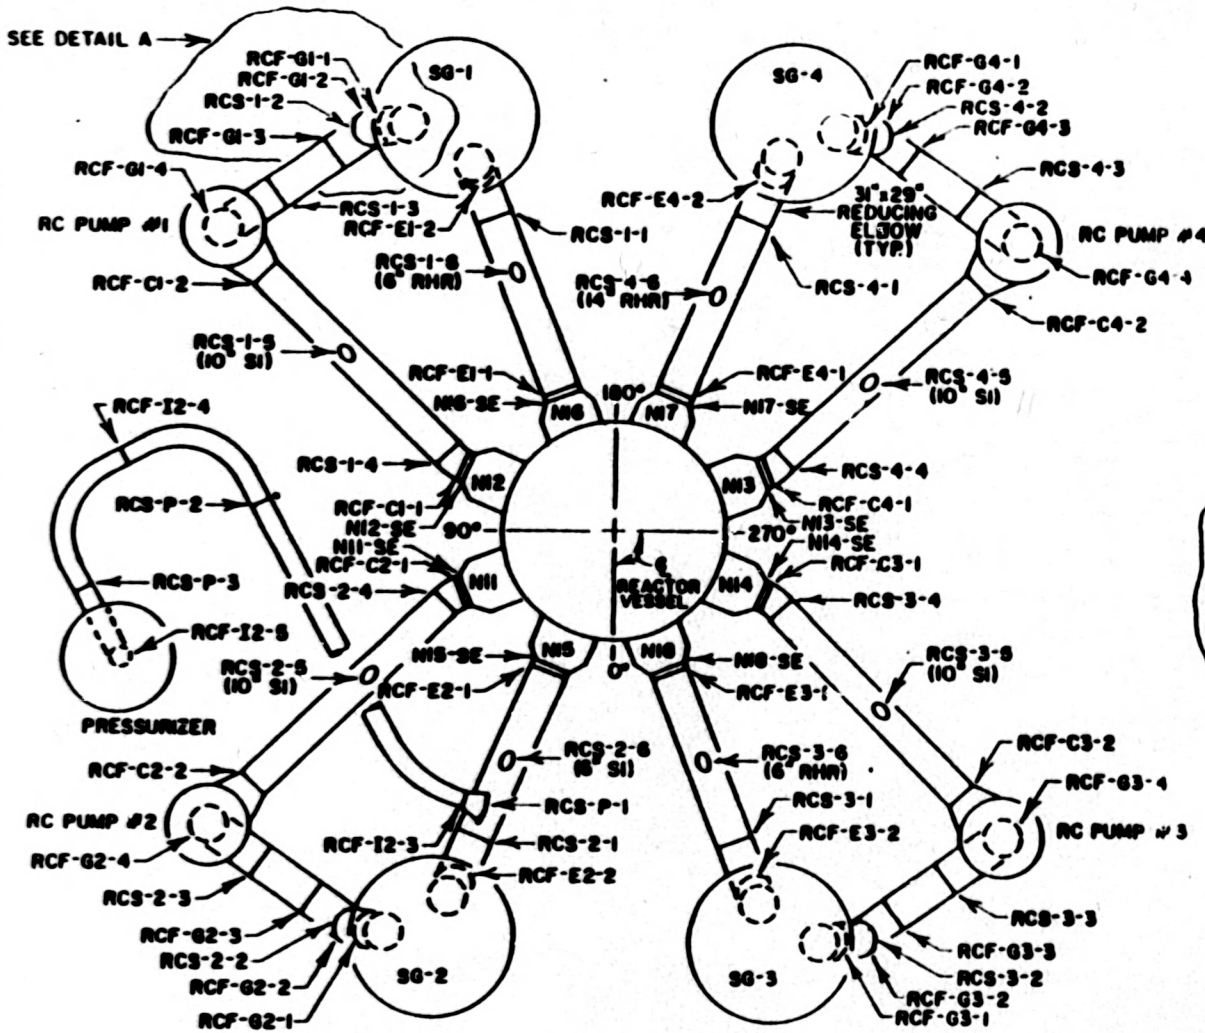 SEE DETAIL A
RCF-G1-1
RCF-G1-2
RCS-1-2
RCF-G1-3
RCF-G1-4
RC PUMP #1
RCF-C1-2
SG-1
RCS-1-3
RCF-E1-2
RCS-1-1
RCS-1-6
(6" RHR)
RCS-1-5
(10" SI)
RCF-E1-1
N16-SE
N16
SG-4
RCF-G4-1
RCF-G4-2
RCS-4-2
RCF-G4-3
RCS-4-3
RCF-E4-2
31"x29"
REDUCING
ELBOW
(TYP.)
RC PUMP #4
RCF-G4-4
RCS-4-6
(14" RHR)
RCS-4-1
RCF-C4-2
RCF-E4-1
N17-SE
N17
180°
RCS-4-5
(10" SI)
RCF-I2-4
RCS-P-2
RCS-P-3
RCF-I2-5
PRESSURIZER
RCS-1-4
RCF-C1-1
N12-SE
N12
90°
N11-SE
RCF-C2-1
RCS-2-4
N11
RCS-4-4
RCF-C4-1
N13-SE
N13
270°
N14-SE
RCF-C3-1
RCS-3-4
N14
℄
REACTOR
VESSEL
N15
N15-SE
RCF-E2-1
0°
N18
N18-SE
RCF-E3-1
RCS-2-5
(10" SI)
RCS-3-5
(10" SI)
RCF-C2-2
RC PUMP #2
RCF-G2-4
RCS-2-3
RCF-G2-3
RCS-2-2
RCF-G2-2
RCF-G2-1
RCS-2-6
RCS-P-1
RCF-I2-3
RCS-2-1
RCF-E2-2
SG-2
RCS-3-6
(6" RHR)
RCS-3-1
RCF-E3-2
SG-3
RCF-C3-2
RCF-G3-4
RC PUMP #3
RCS-3-3
RCF-G3-3
RCS-3-2
RCF-G3-2
RCF-G3-1